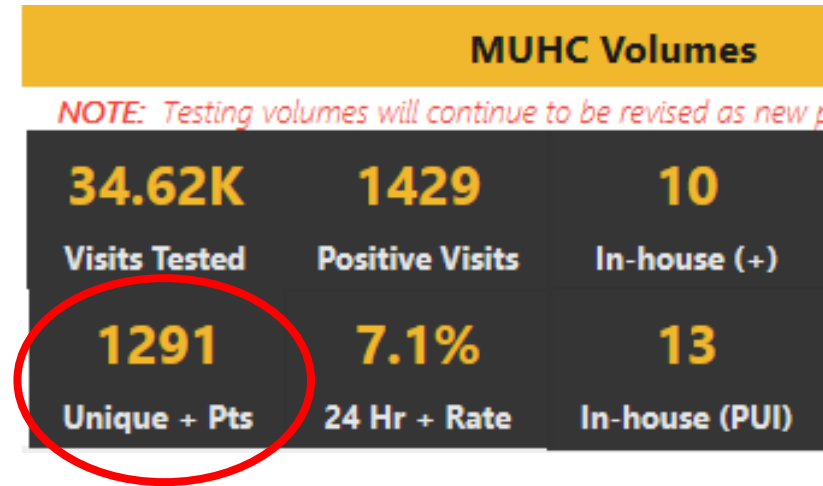 MUHC Volumes
NOTE: Testing volumes will continue to be revised as new
34.62K 1429 10
Visits Tested Positive Visits In-house (+)
1291 7.1% 13
Unique + Pts 24 Hr + Rate In-house (PUI)